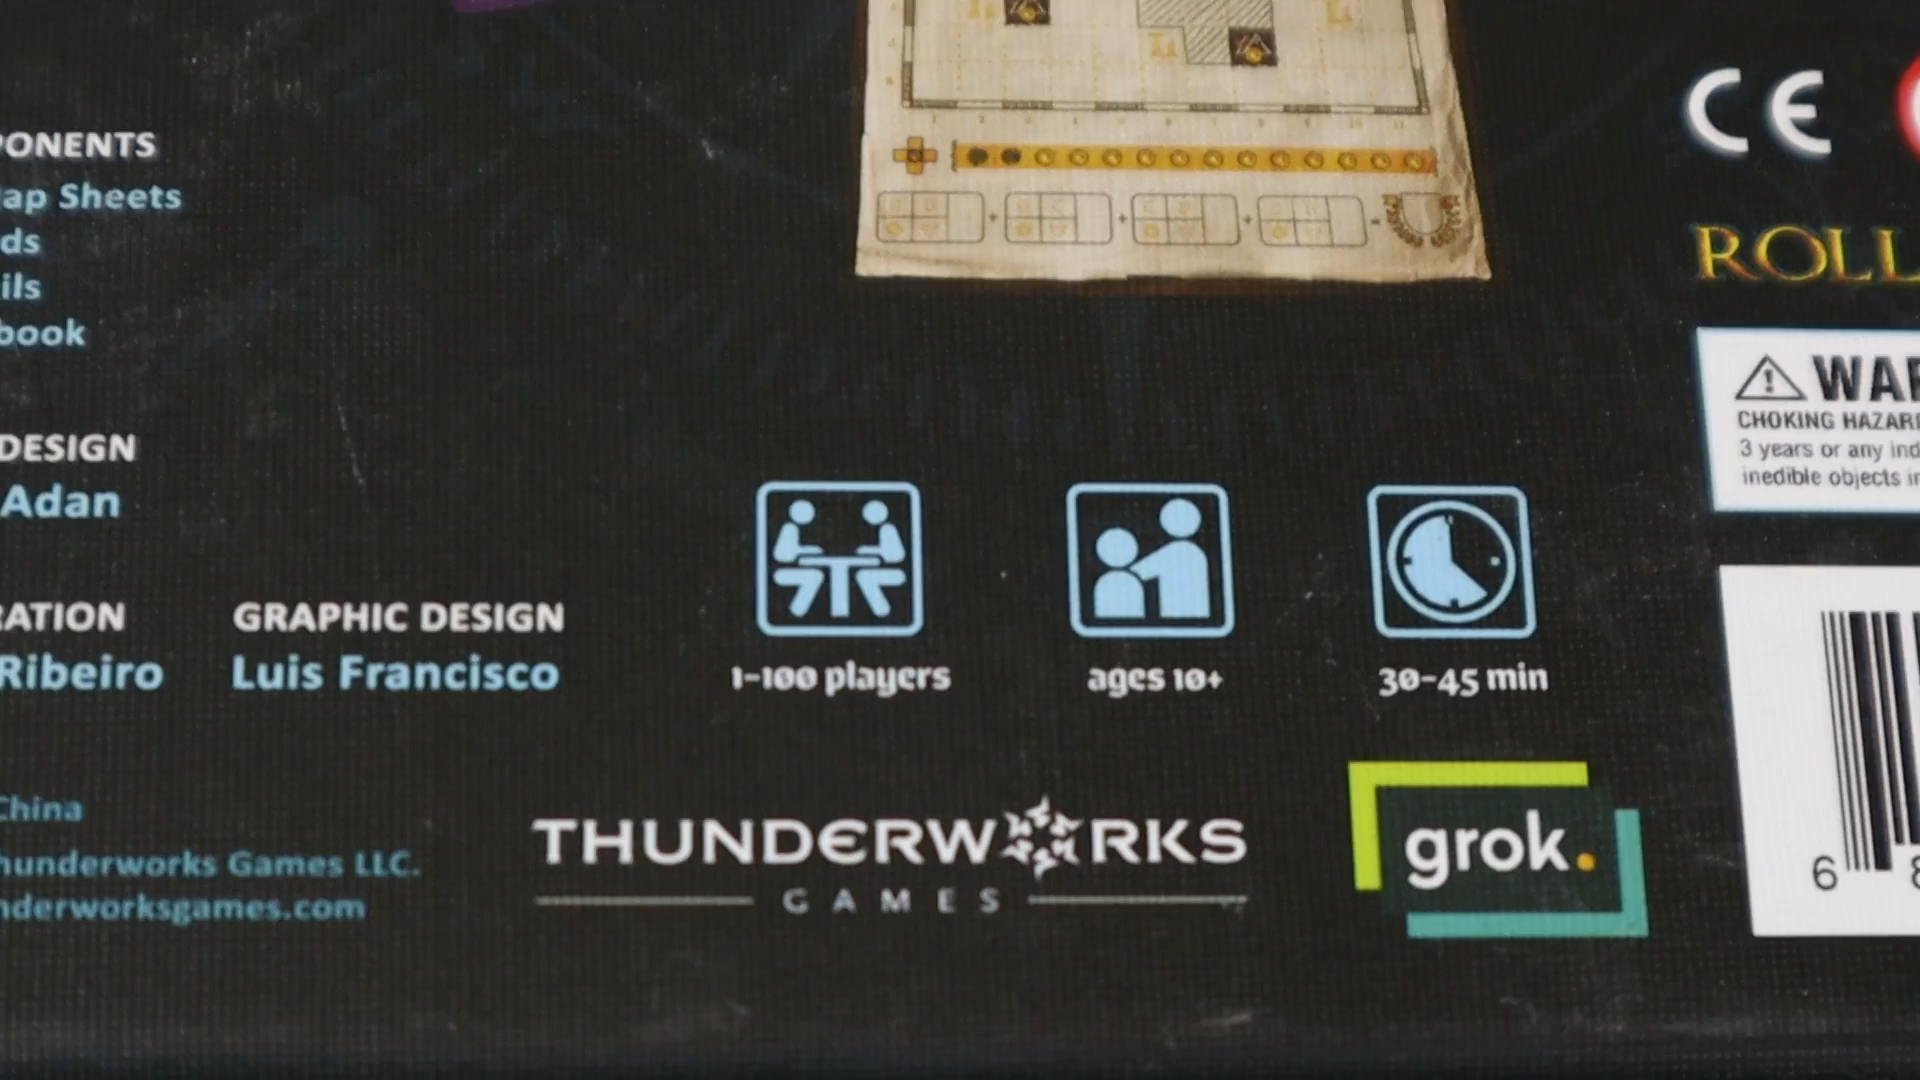 PONENTS
ap Sheets
ds
ils
book
DESIGN
Adan
RATION
Ribeiro
GRAPHIC DESIGN
Luis Francisco
1-100 players
ages 10+
30-45 min
China
hunderworks Games LLC.
nderworksgames.com
THUNDERWORKS
GAMES
grok.
CE
ROLL
WAR
CHOKING HAZARD
3 years or any ind
inedible objects in
6 8